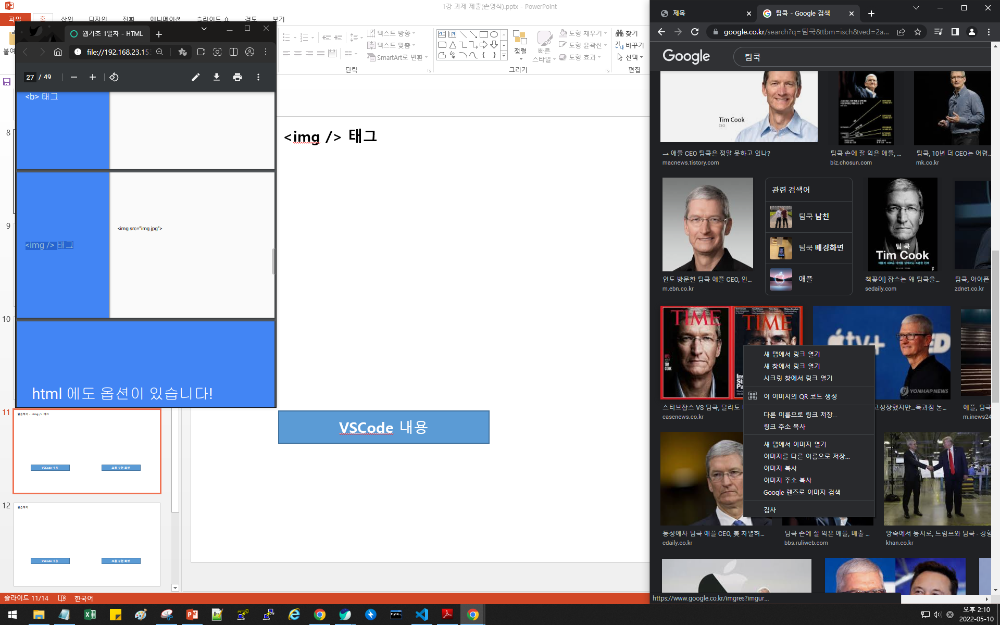 1강 과제 제출(손영식).pptx - PowerPoint
파일 홈 삽입 디자인 전환 애니메이션 슬라이드 쇼 검토 보기
텍스트 방향
텍스트 맞춤
SmartArt로 변환
단락
정렬
빠른
스타일
도형 채우기
도형 윤곽선
도형 효과
그리기
찾기
바꾸기
선택
편집
웹기초 1일차 - HTML
27 / 49
<b> 태그
<img /> 태그
<img src="img.jpg">
html 에도 옵션이 있습니다!
8
9
10
11
실습하기 - <img /> 태그
VSCode 내용
크롬 구현 화면
12
실습하기
VSCode 내용
크롬 구현 화면
<img /> 태그
VSCode 내용
슬라이드 11/14 한국어
제목
팀쿡 - Google 검색
google.co.kr/search?q=팀쿡&tbm=isch&ved=2a...
Google
팀쿡
Tim Cook
CEO
→ 애플 CEO 팀쿡은 정말 못하고 있나?
macnews.tistory.com
팀쿡 손에 잘 익은 애플, ...
biz.chosun.com
팀쿡, 10년 더 CEO는 어렵...
mk.co.kr
관련 검색어
팀쿡 남친
팀쿡 배경화면
애플
팀 쿡
Tim Cook
인도 방문한 팀쿡 애플 CEO, 인...
m.ebn.co.kr
책꽂이] 잡스는 왜 팀쿡을...
sedaily.com
팀쿡, 아이폰
zdnet.co.kr
TIME
TIM
COOK
TIME
tv+
YONHAP NEWS
스티브잡스 VS 팀쿡, 달라도
casenews.co.kr
고성장했지만...독과점 논...
애플, 팀쿡
m.inews24
새 탭에서 링크 열기
새 창에서 링크 열기
시크릿 창에서 링크 열기
이 이미지의 QR 코드 생성
다른 이름으로 링크 저장...
링크 주소 복사
새 탭에서 이미지 열기
이미지를 다른 이름으로 저장...
이미지 복사
이미지 주소 복사
Google 렌즈로 이미지 검색
검사
동성애자 팀쿡 애플 CEO, 美 차별허...
edaily.co.kr
팀쿡 손에 잘 익은 애플, 매출 ...
bbs.ruliweb.com
앙숙에서 동지로, 트럼프와 팀쿡 - 경향
khan.co.kr
https://www.google.co.kr/imgres?imgur...
오후 2:10
2022-05-10